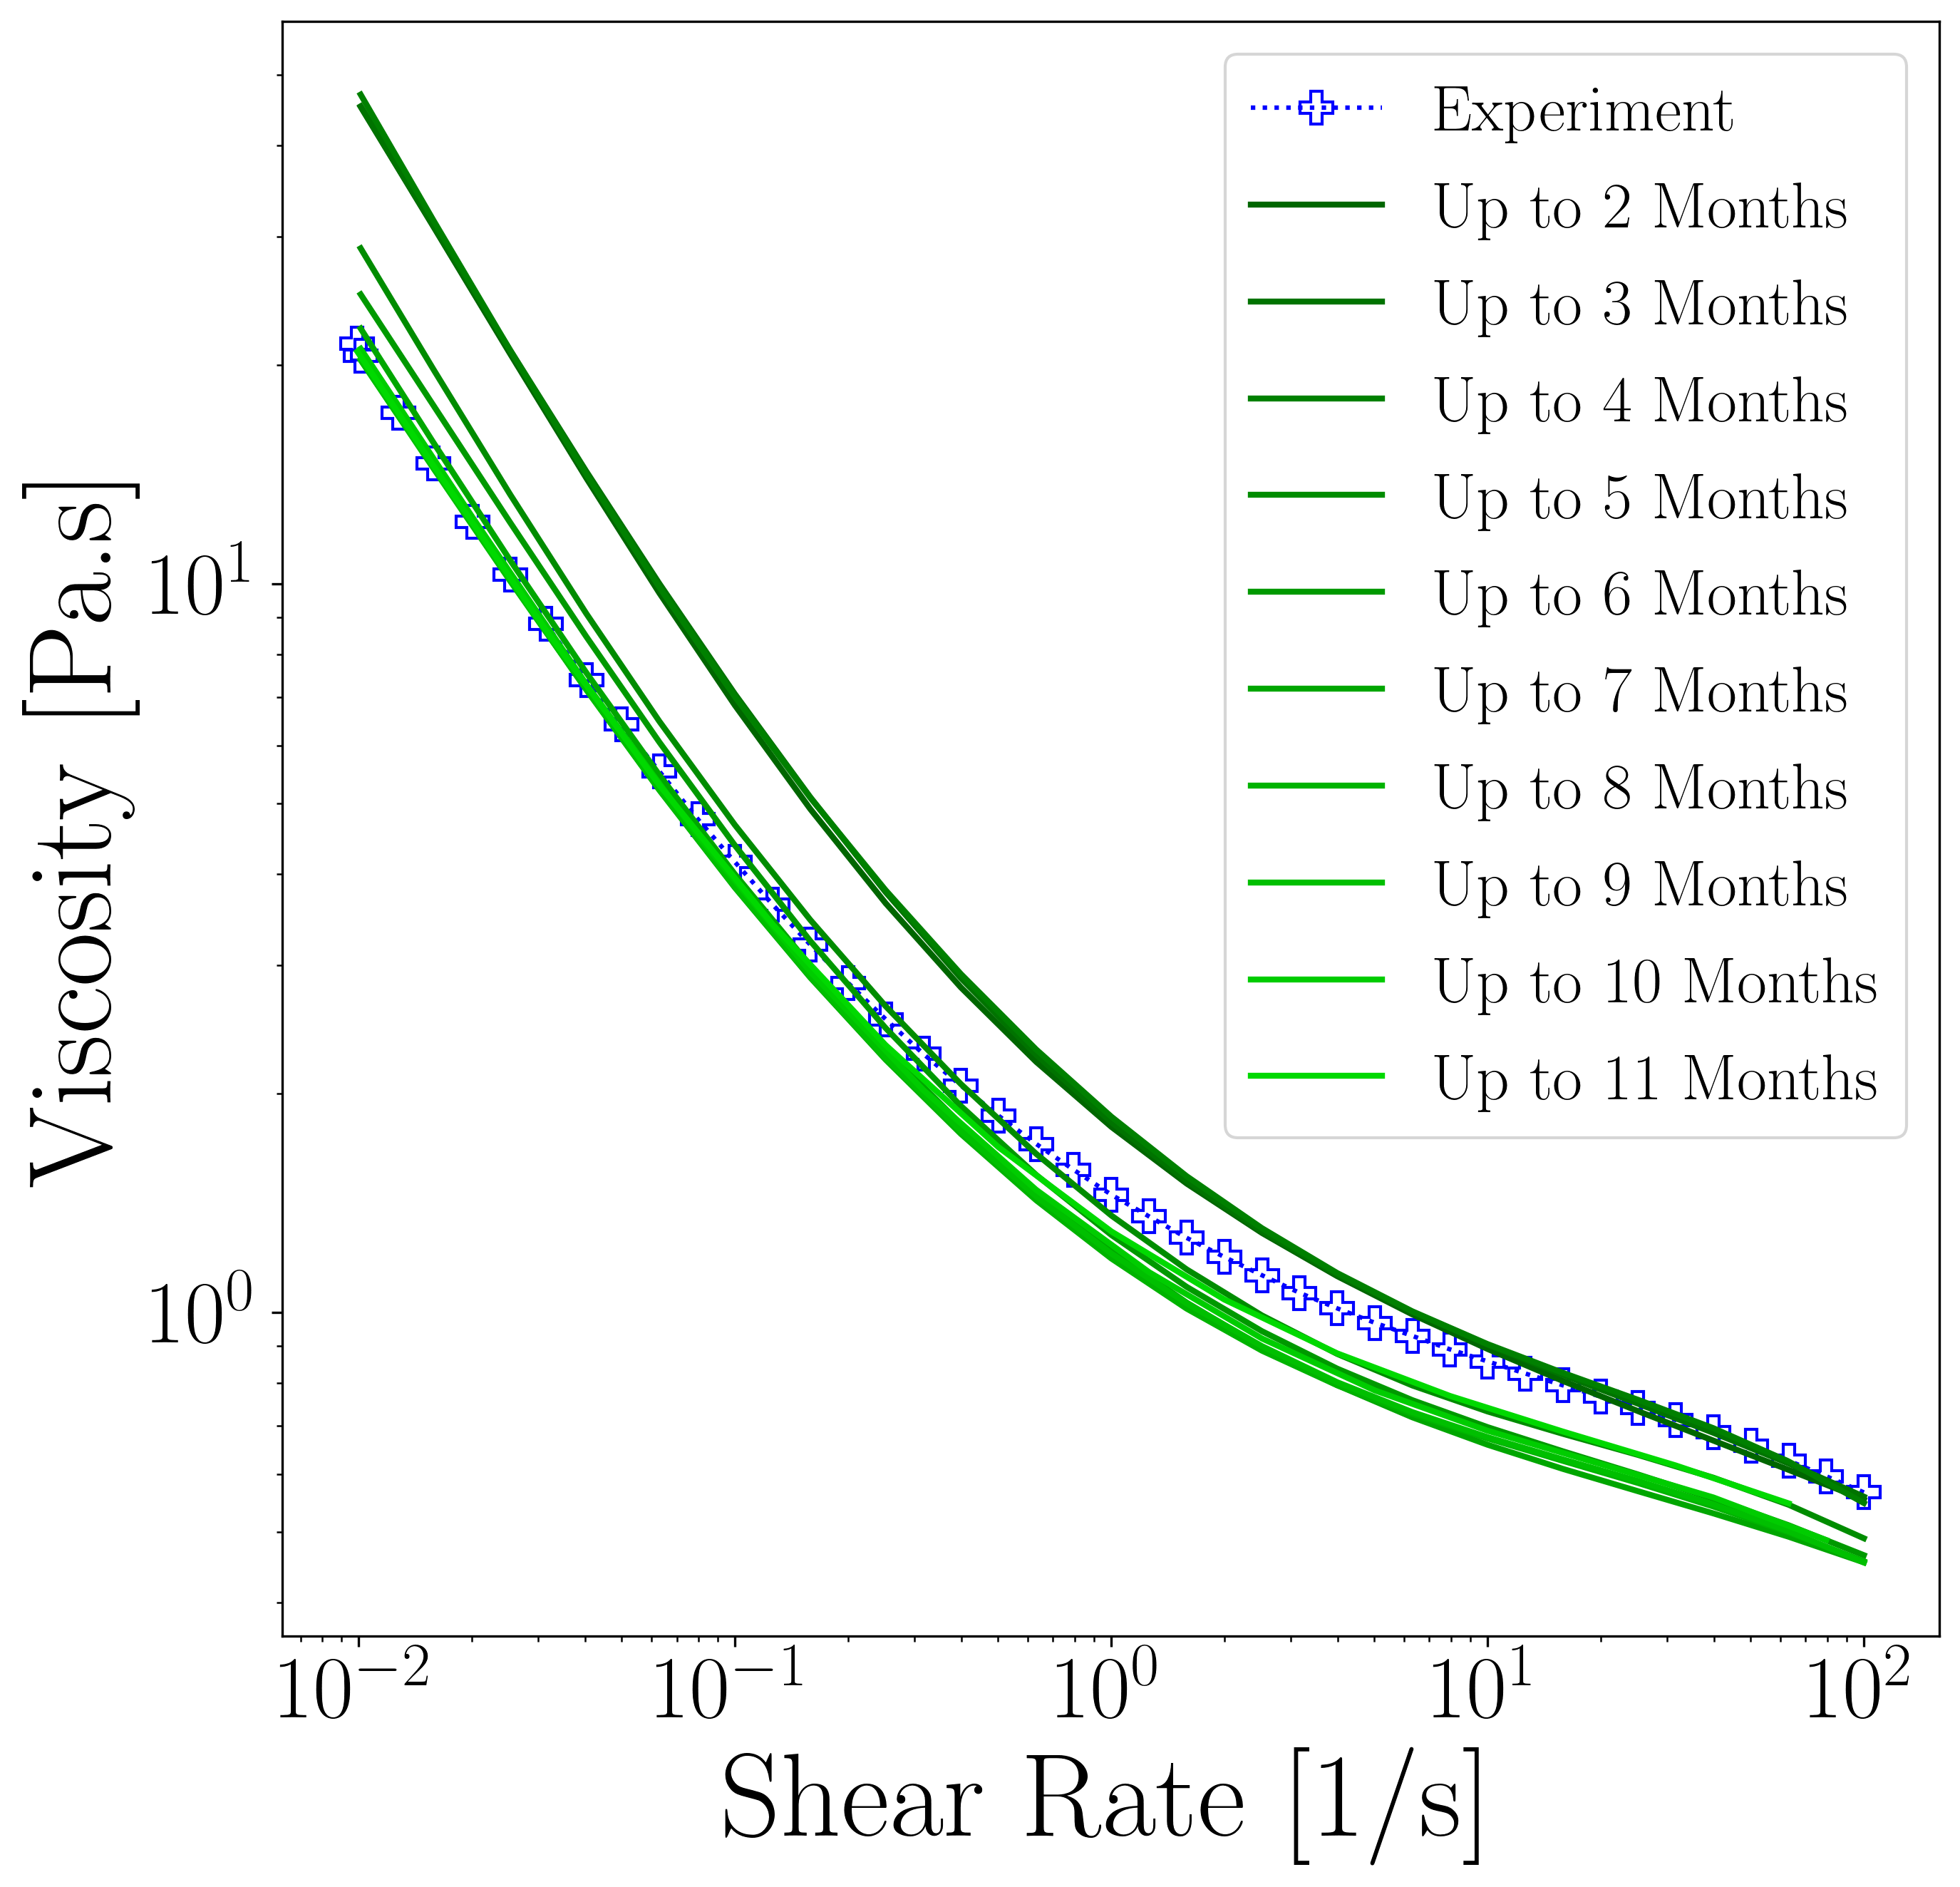 Viscosity [Pa.s]
10¹
10⁰
Experiment
Up to 2 Months
Up to 3 Months
Up to 4 Months
Up to 5 Months
Up to 6 Months
Up to 7 Months
Up to 8 Months
Up to 9 Months
Up to 10 Months
Up to 11 Months
10⁻² 10⁻¹ 10⁰ 10¹ 10²
Shear Rate [1/s]